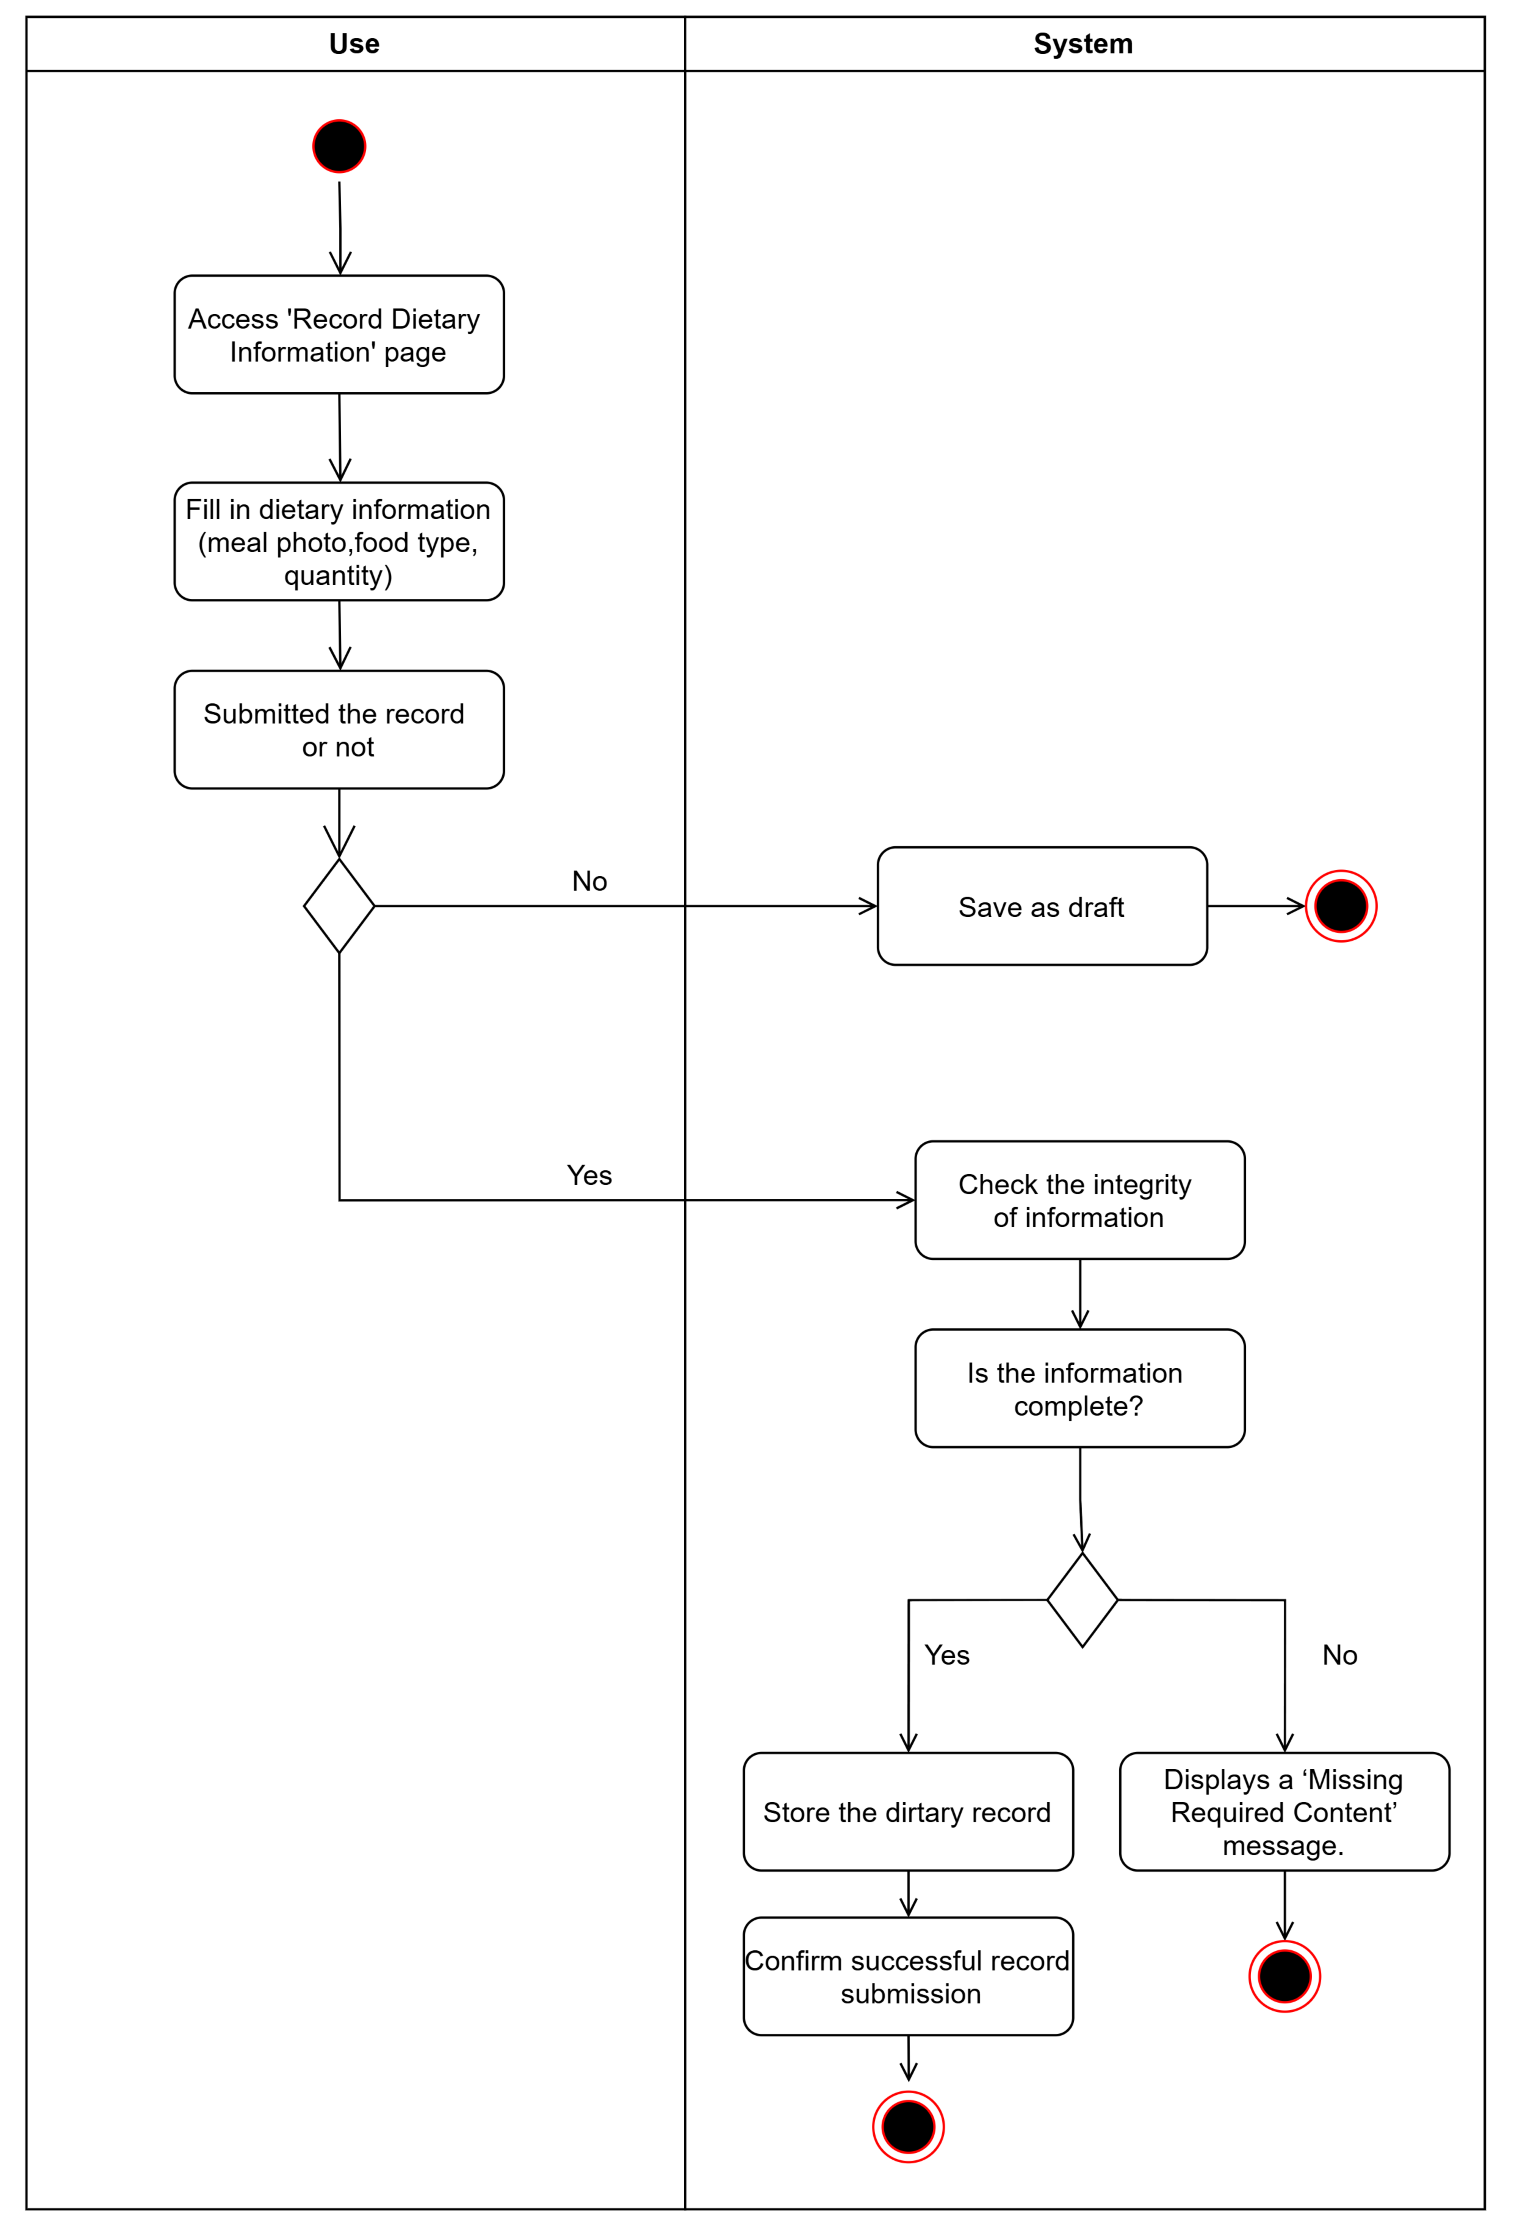 Use
System
Access 'Record Dietary
Information' page
Fill in dietary information
(meal photo,food type,
quantity)
Submitted the record
or not
No
Save as draft
Yes
Check the integrity
of information
Is the information
complete?
Yes
No
Store the dirtary record
Displays a ‘Missing
Required Content’
message.
Confirm successful record
submission